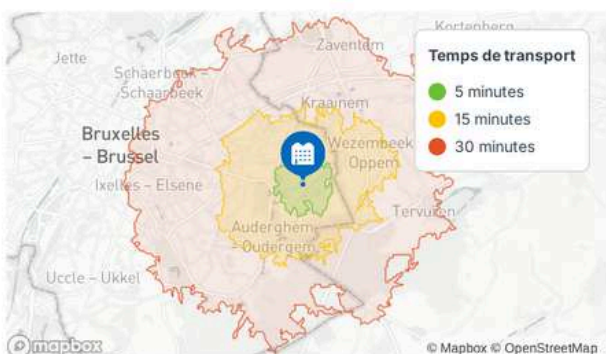 Kortenberg
Jette
Zaventem
Schaerbeek –
Schaarbeek
Kraainem
Bruxelles
– Brussel
Wezembeek
Oppem
Ixelles – Elsene
Tervuren
Auderghem
– Oudergem
Uccle – Ukkel
Temps de transport
5 minutes
15 minutes
30 minutes
mapbox
© Mapbox © OpenStreetMap